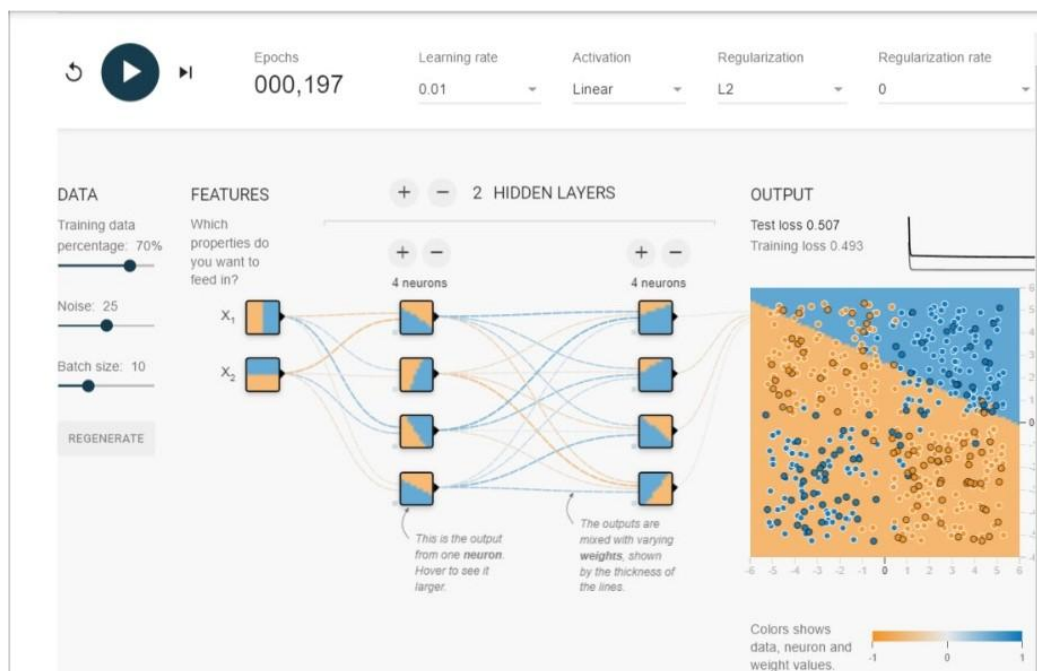 Epochs
000,197
Learning rate
0.01
Activation
Linear
Regularization
L2
Regularization rate
0
DATA
Training data
percentage: 70%
Noise: 25
Batch size: 10
REGENERATE
FEATURES
Which
properties do
you want to
feed in?
X1
X2
+ − 2 HIDDEN LAYERS
+ −
4 neurons
+ −
4 neurons
This is the output
from one neuron.
Hover to see it
larger.
The outputs are
mixed with varying
weights, shown
by the thickness of
the lines.
OUTPUT
Test loss 0.507
Training loss 0.493
0
-6 -5 -4 -3 -2 -1 0 1 2 3 4 5 6
Colors shows
data, neuron and
weight values.
-1 0 1